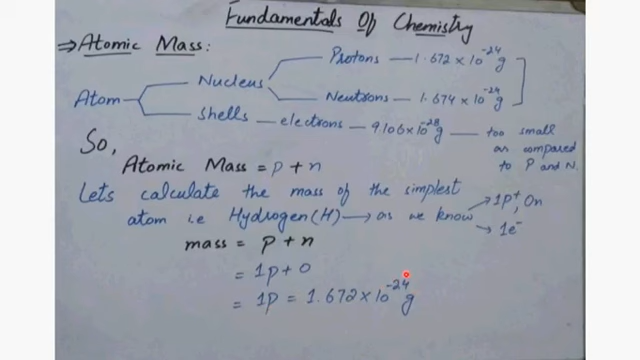 Fundamentals Of Chemistry
⇒ Atomic Mass:
Atom
Nucleus
Protons — 1.672 × 10⁻²⁴ g
Neutrons — 1.674 × 10⁻²⁴ g
Shells — electrons — 9.106×10⁻²⁸ g — too small as compared to P and N.
So,
Atomic Mass = p + n
Lets calculate the mass of the simplest
atom i.e Hydrogen (H) → as we know → 1p⁺, 0n
→ 1e⁻
mass = p + n
= 1p + 0
= 1p = 1.672 × 10⁻²⁴ g